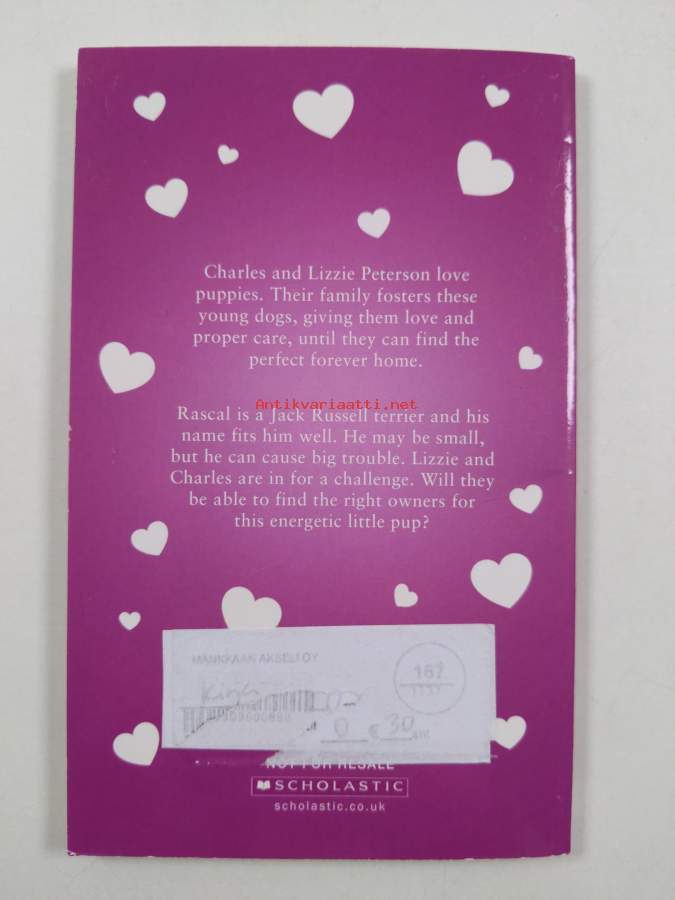 Charles and Lizzie Peterson love
puppies. Their family fosters these
young dogs, giving them love and
proper care, until they can find the
perfect forever home.
Antikvariaatti.net
Rascal is a Jack Russell terrier and his
name fits him well. He may be small,
but he can cause big trouble. Lizzie and
Charles are in for a challenge. Will they
be able to find the right owners for
this energetic little pup?
MANKKAAN AKSELI OY
167
0 € 30
NOT FOR RESALE
SCHOLASTIC
scholastic.co.uk